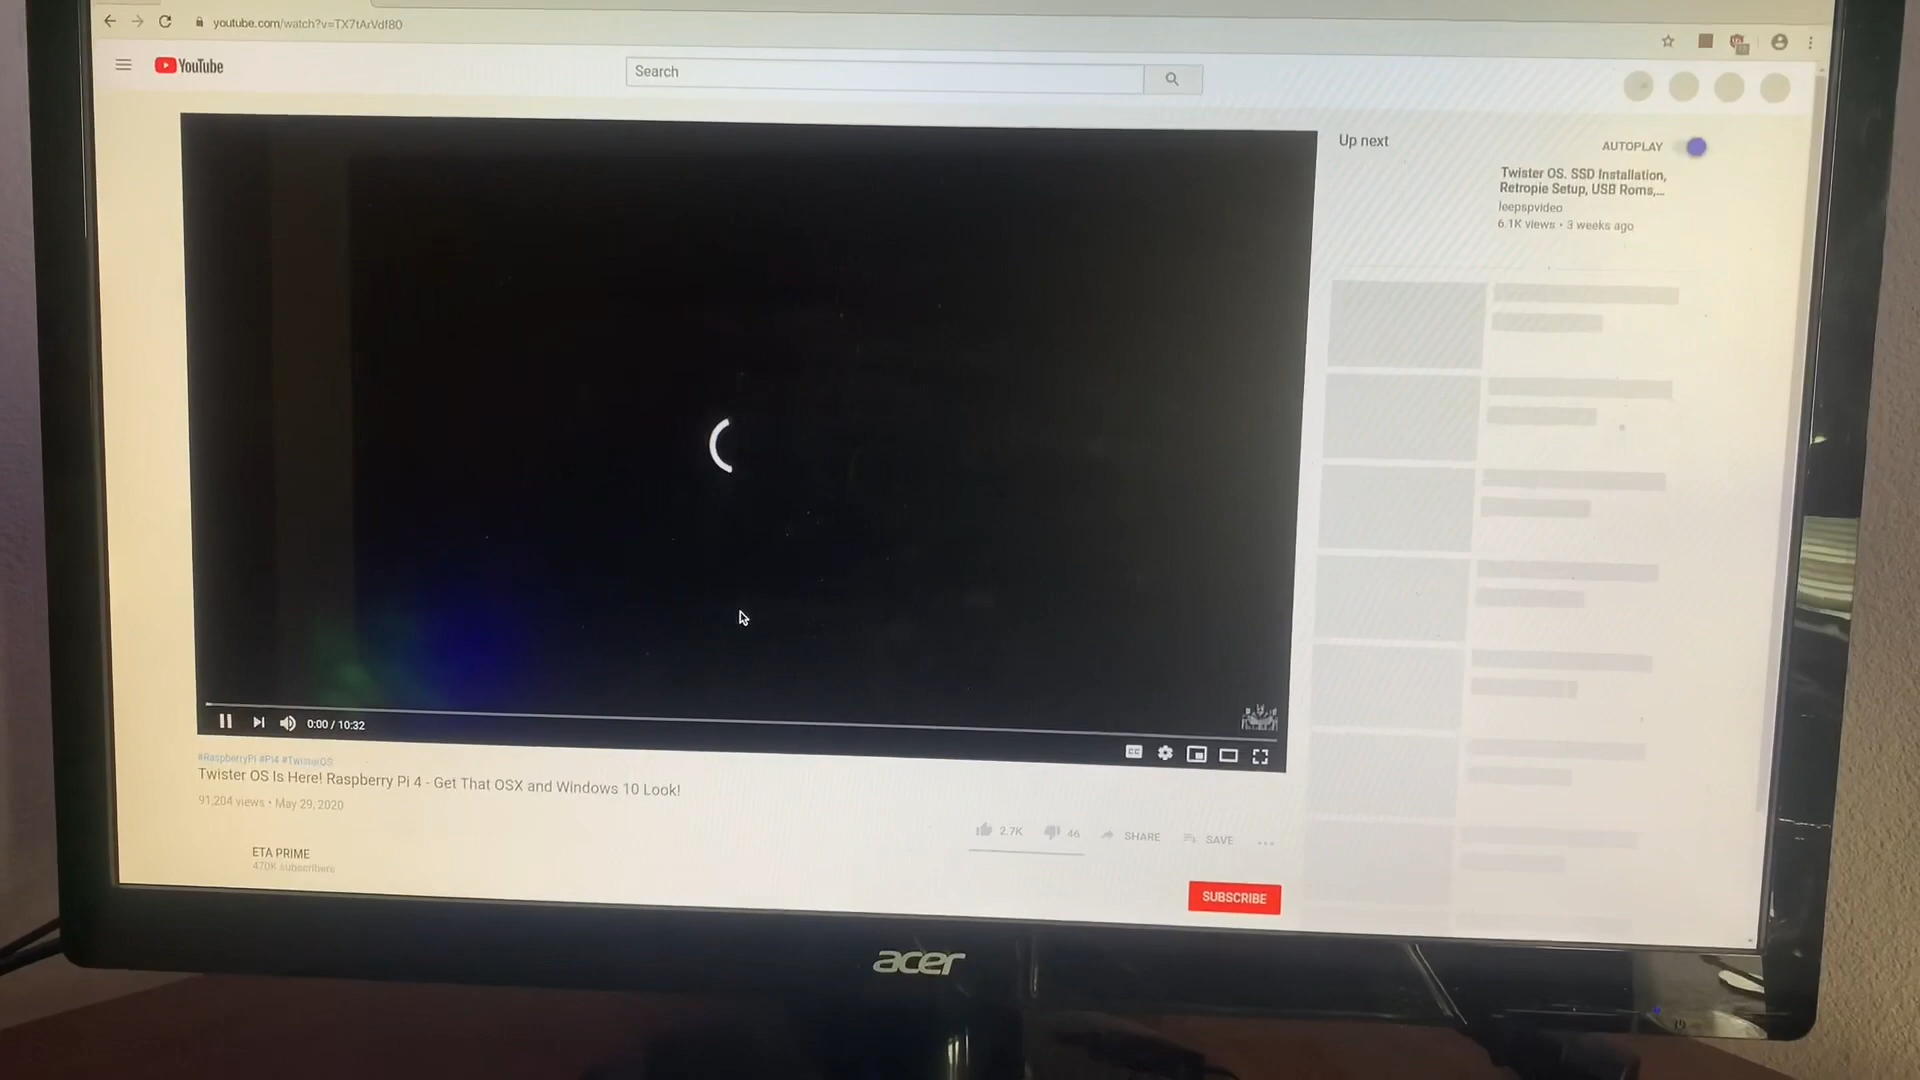 youtube.com/watch?v=TX7tArVdf80
YouTube
Search
Up next
AUTOPLAY
Twister OS. SSD Installation,
Retropie Setup, USB Roms,...
leepspvideo
6.1K views • 3 weeks ago
0:00 / 10:32
CC
#RaspberryPi #Pi4 #TwisterOS
Twister OS Is Here! Raspberry Pi 4 - Get That OSX and Windows 10 Look!
91,204 views • May 29, 2020
2.7K
46
SHARE
SAVE
ETA PRIME
470K subscribers
SUBSCRIBE
acer